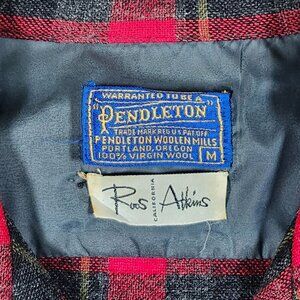 WARRANTED TO BE A
"PENDLETON"
TRADE MARK REG U S PAT OFF
PENDLETON WOOLEN MILLS
PORTLAND, OREGON
100% VIRGIN WOOL M
Roos Atkins
CALIFORNIA